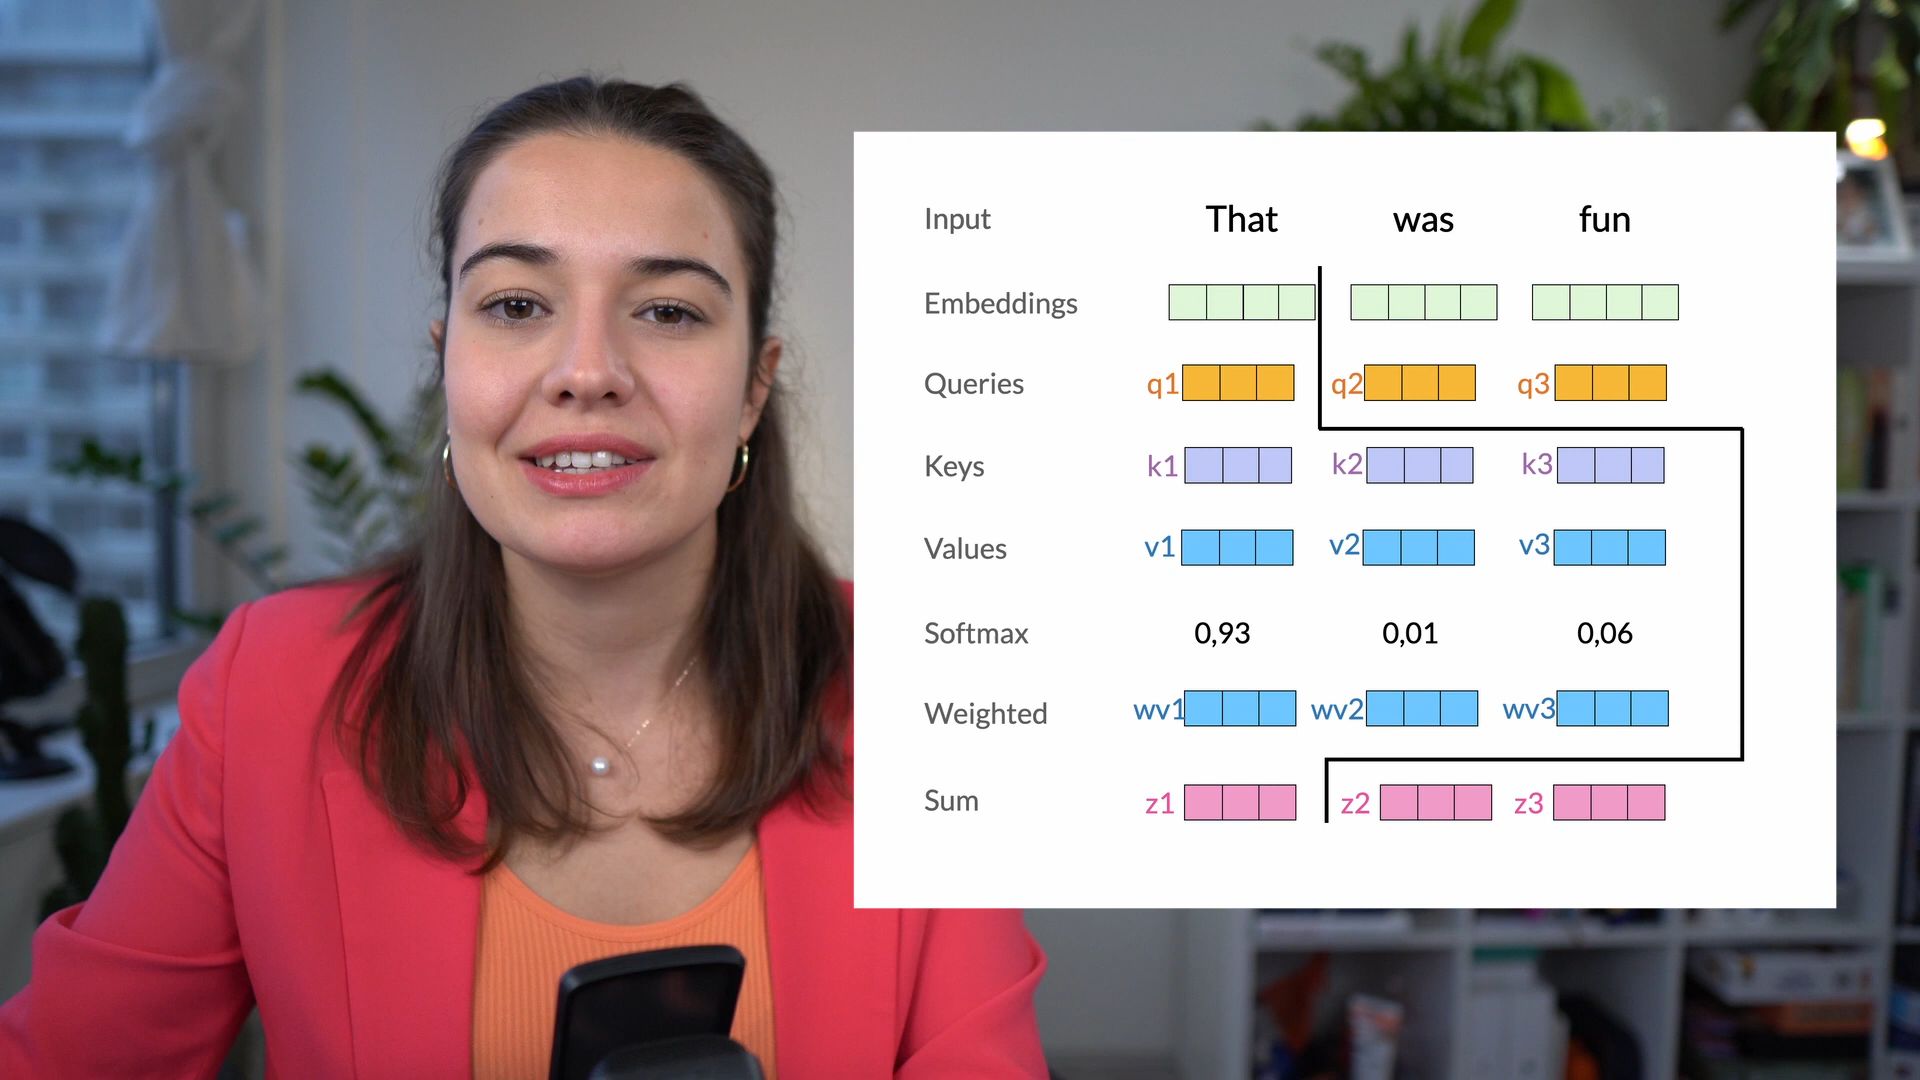 Input That was fun
Embeddings
Queries q1 q2 q3
Keys k1 k2 k3
Values v1 v2 v3
Softmax 0,93 0,01 0,06
Weighted wv1 wv2 wv3
Sum z1 z2 z3